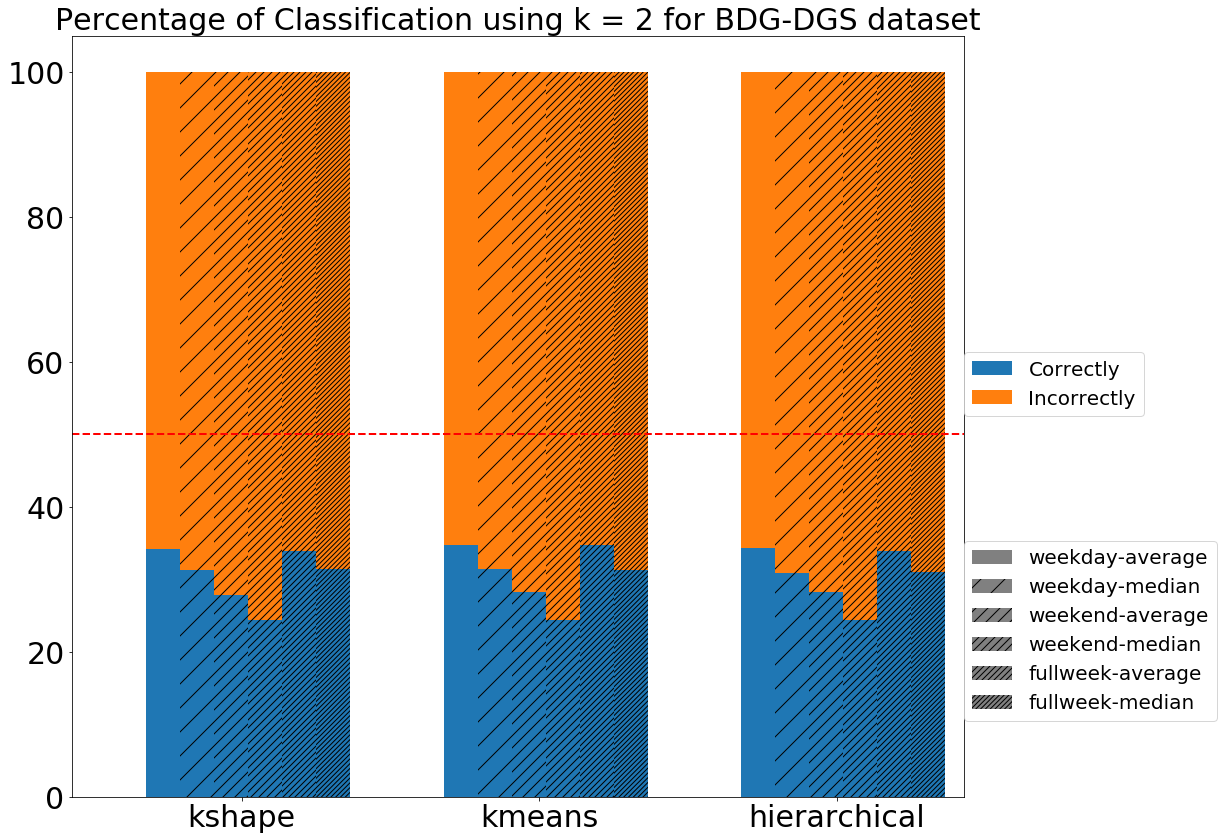 Percentage of Classification using k = 2 for BDG-DGS dataset
100
80
60
40
20
0
kshape kmeans hierarchical
Correctly
Incorrectly
weekday-average
weekday-median
weekend-average
weekend-median
fullweek-average
fullweek-median